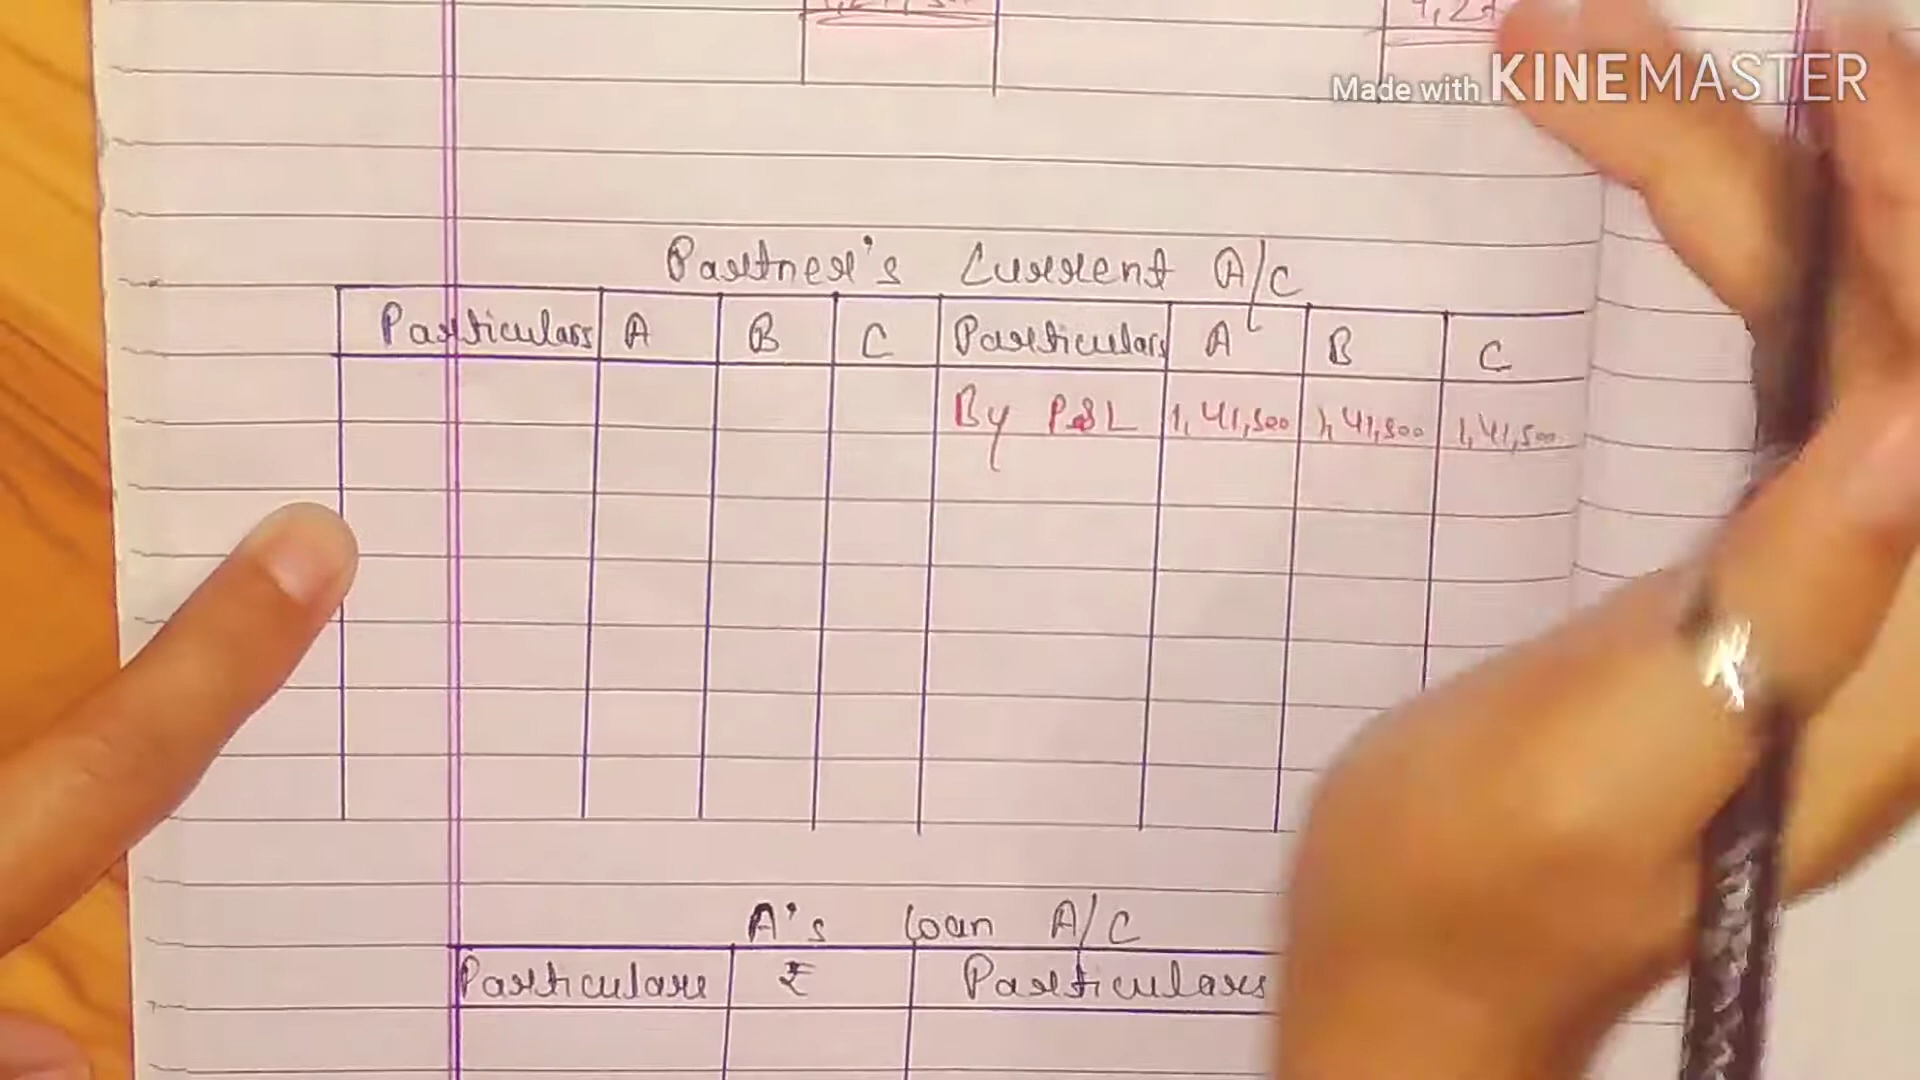 Made with KINEMASTER
Partner's Current A/C
Particulars A B C Particulars A B C
By P&L 1,41,500 1,41,500 1,41,500
A's Loan A/C
Particulars ₹ Particulars